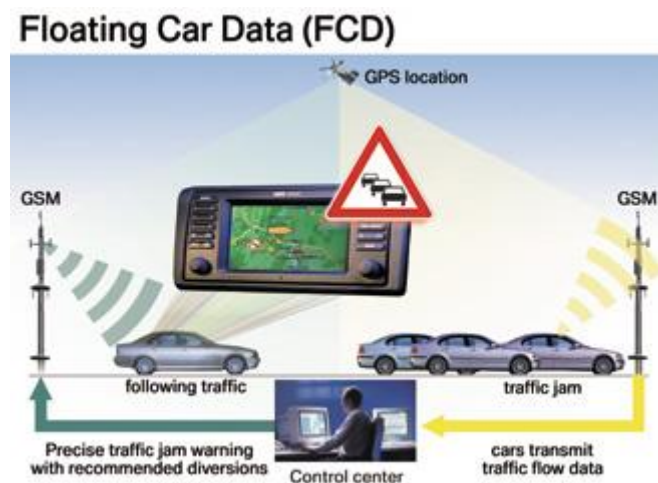 Floating Car Data (FCD)
GPS location
GSM
GSM
following traffic
traffic jam
Precise traffic jam warning
with recommended diversions
Control center
cars transmit
traffic flow data